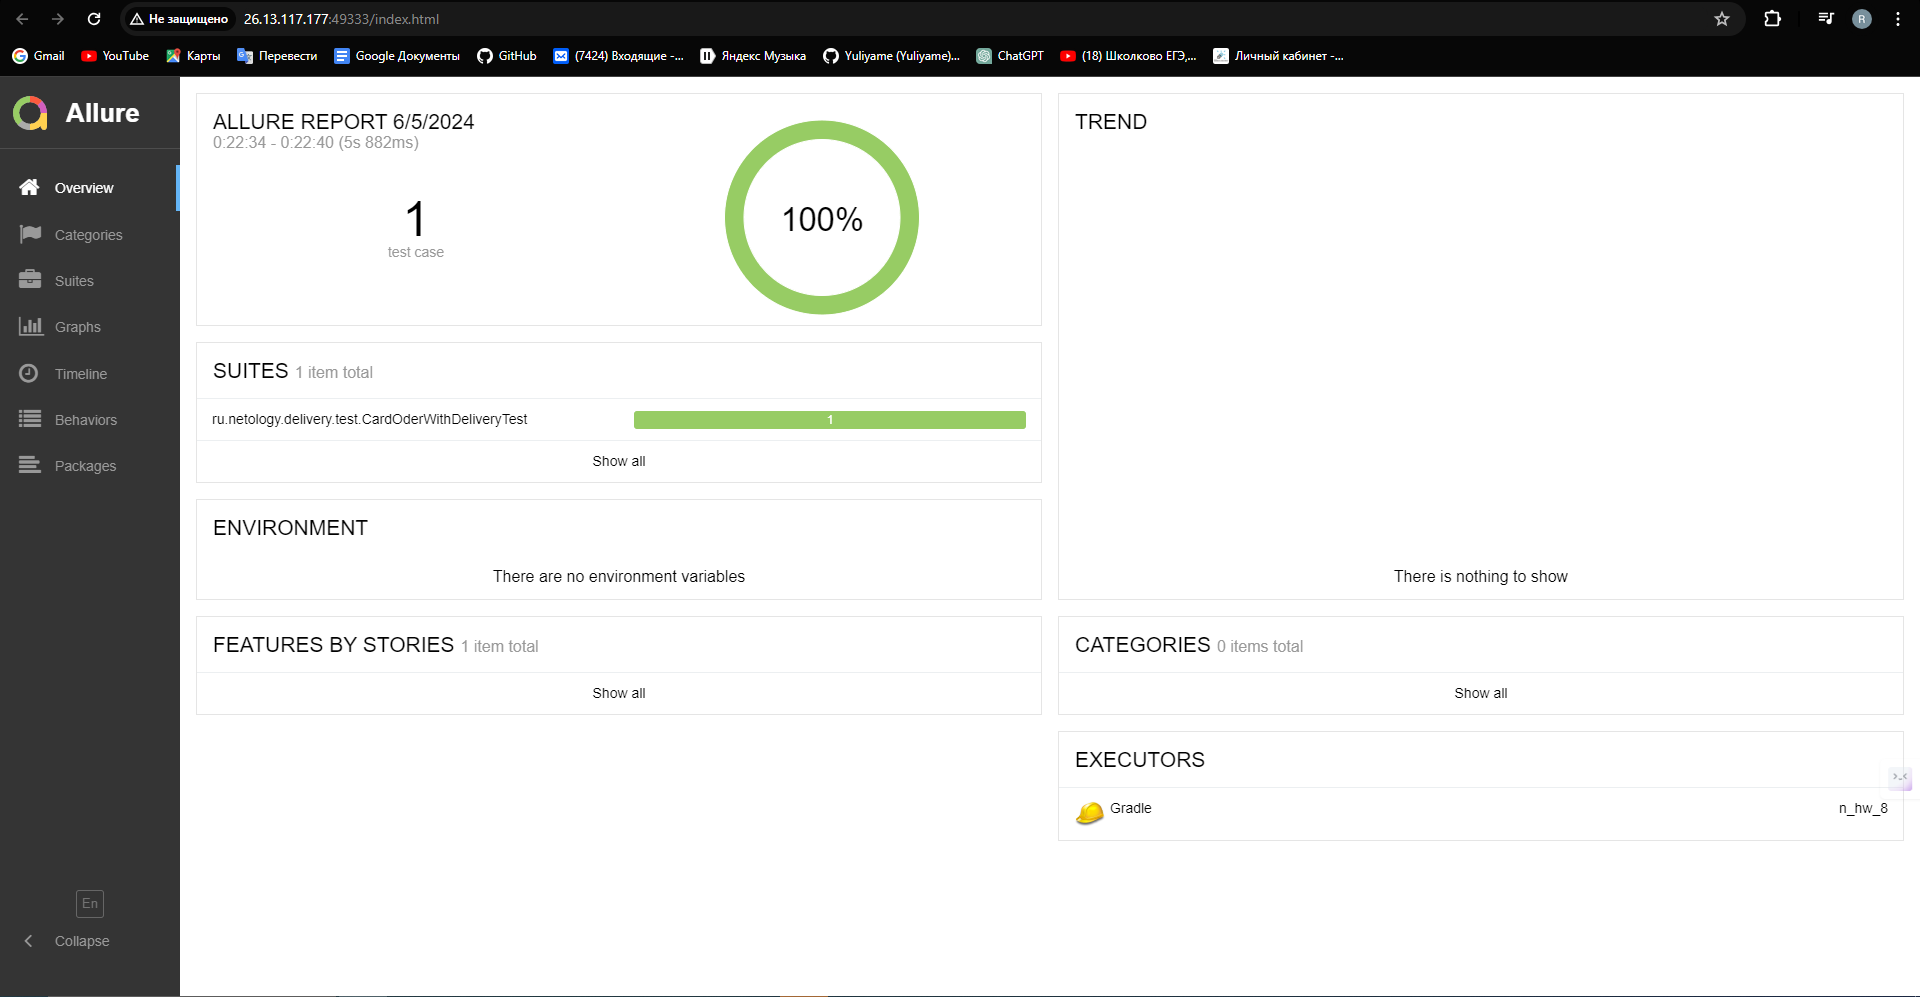 Не защищено 26.13.117.177:49333/index.html
R
Gmail YouTube Карты Перевести Google Документы GitHub (7424) Входящие -... Яндекс Музыка Yuliyame (Yuliyame)... ChatGPT (18) Школково ЕГЭ,... Личный кабинет -...
Allure
Overview
Categories
Suites
Graphs
Timeline
Behaviors
Packages
En
Collapse
ALLURE REPORT 6/5/2024
0:22:34 - 0:22:40 (5s 882ms)
1
test case
100%
SUITES 1 item total
ru.netology.delivery.test.CardOderWithDeliveryTest 1
Show all
ENVIRONMENT
There are no environment variables
FEATURES BY STORIES 1 item total
Show all
TREND
There is nothing to show
CATEGORIES 0 items total
Show all
EXECUTORS
Gradle n_hw_8